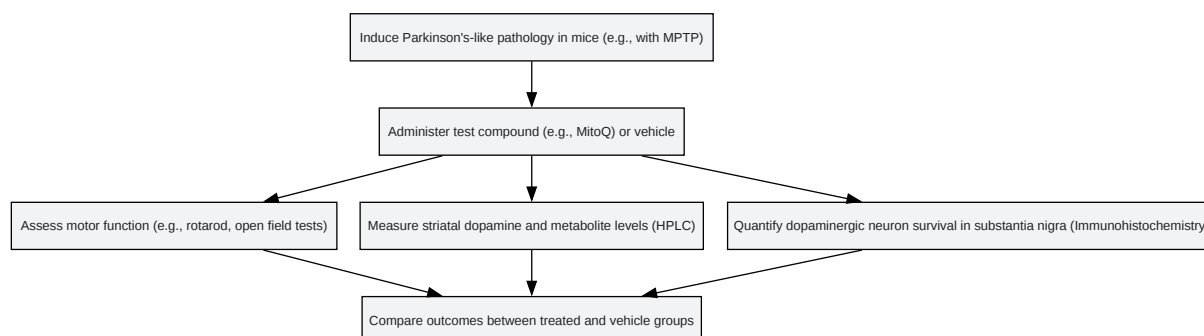 Induce Parkinson's-like pathology in mice (e.g., with MPTP)
Administer test compound (e.g., MitoQ) or vehicle
Assess motor function (e.g., rotarod, open field tests)
Measure striatal dopamine and metabolite levels (HPLC)
Quantify dopaminergic neuron survival in substantia nigra (Immunohistochemistry
Compare outcomes between treated and vehicle groups